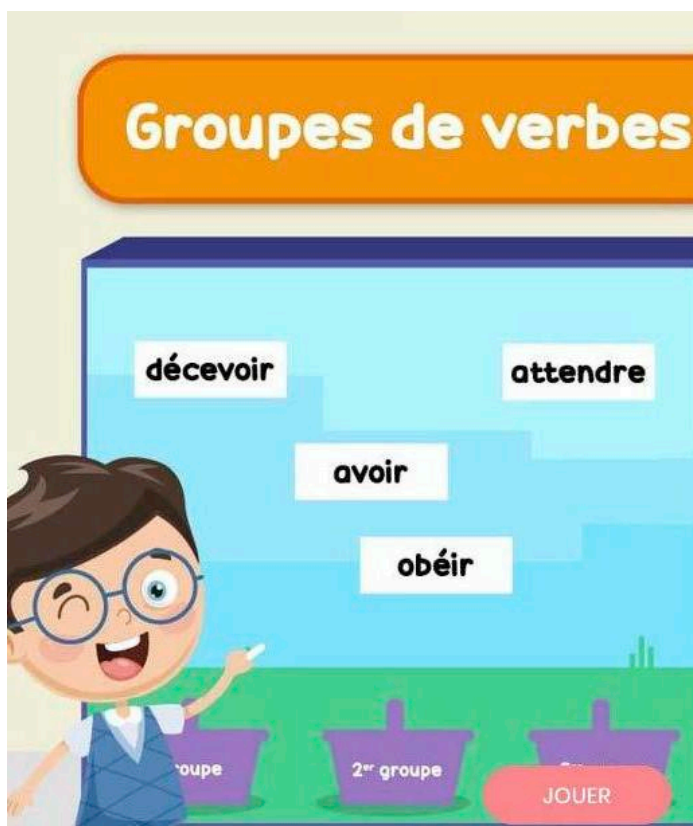 Groupes de verbes
décevoir
attendre
avoir
obéir
oupe
2er groupe
JOUER